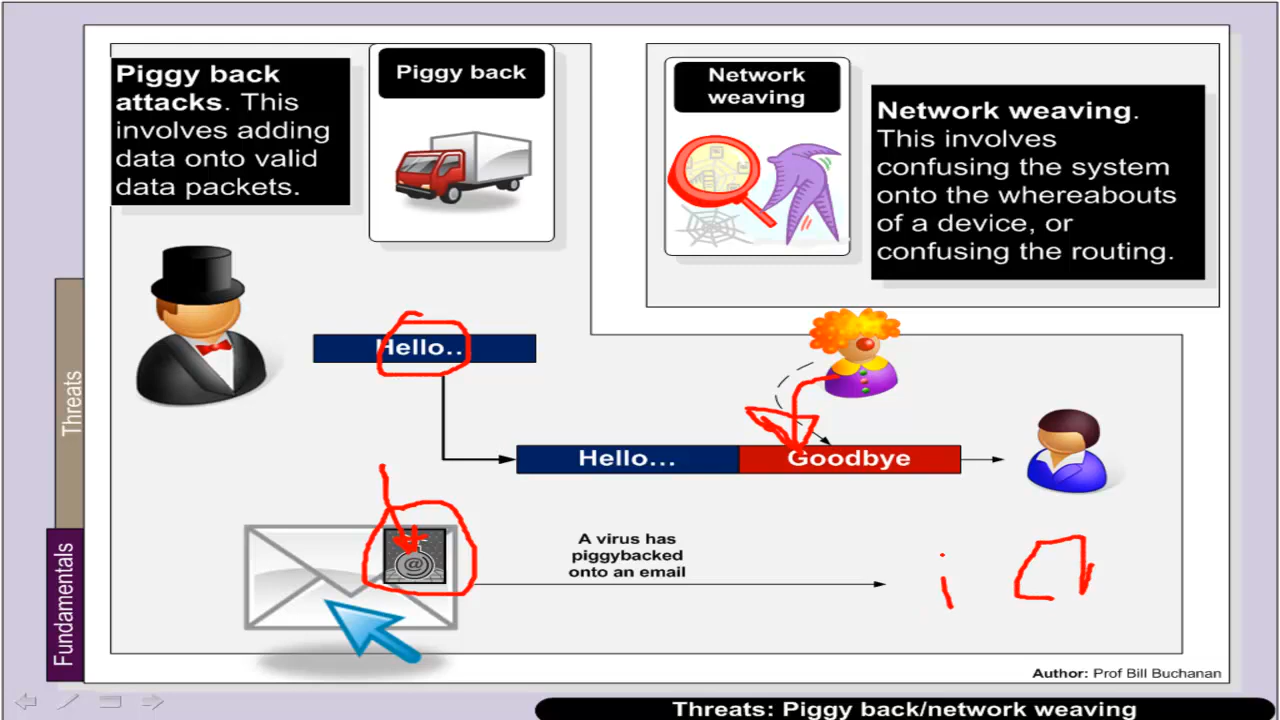 Piggy back
attacks. This
involves adding
data onto valid
data packets.
Piggy back
Network
weaving
Network weaving.
This involves
confusing the system
onto the whereabouts
of a device, or
confusing the routing.
Hello..
Hello...
Goodbye
@
A virus has
piggybacked
onto an email
Threats
Fundamentals
Author: Prof Bill Buchanan
Threats: Piggy back/network weaving